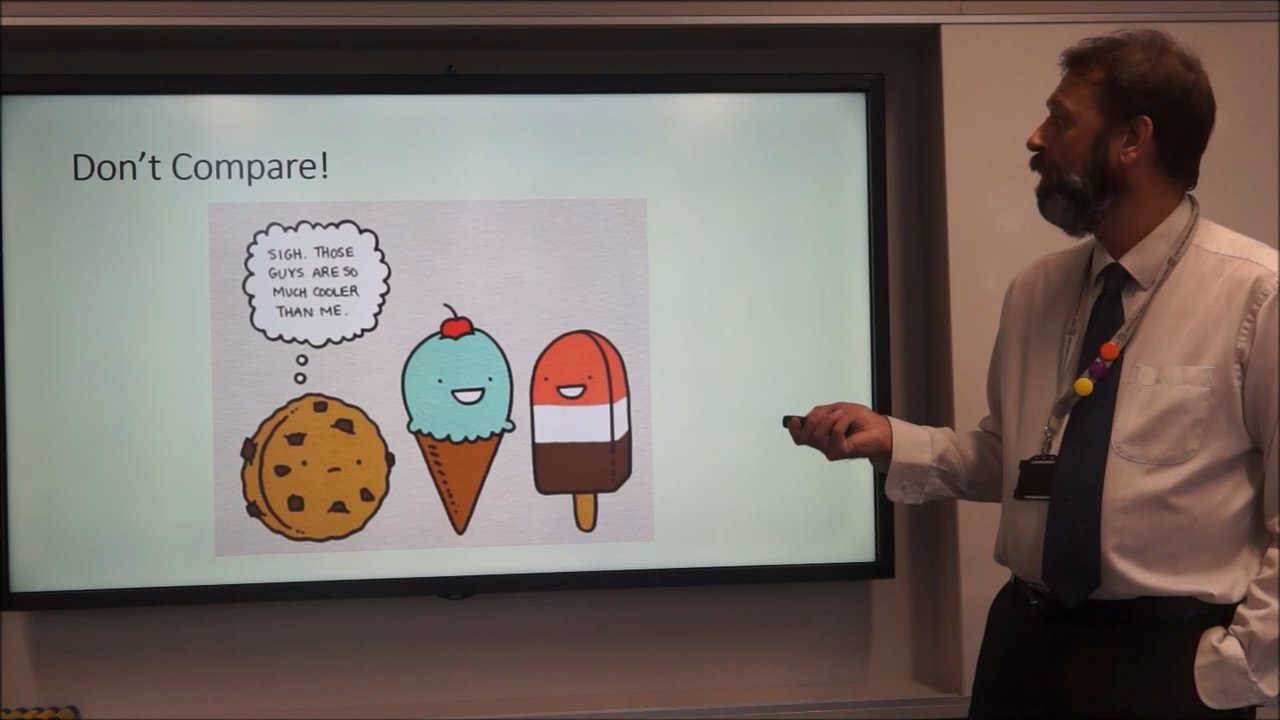 Don't Compare!
SIGH. THOSE
GUYS ARE SO
MUCH COOLER
THAN ME.